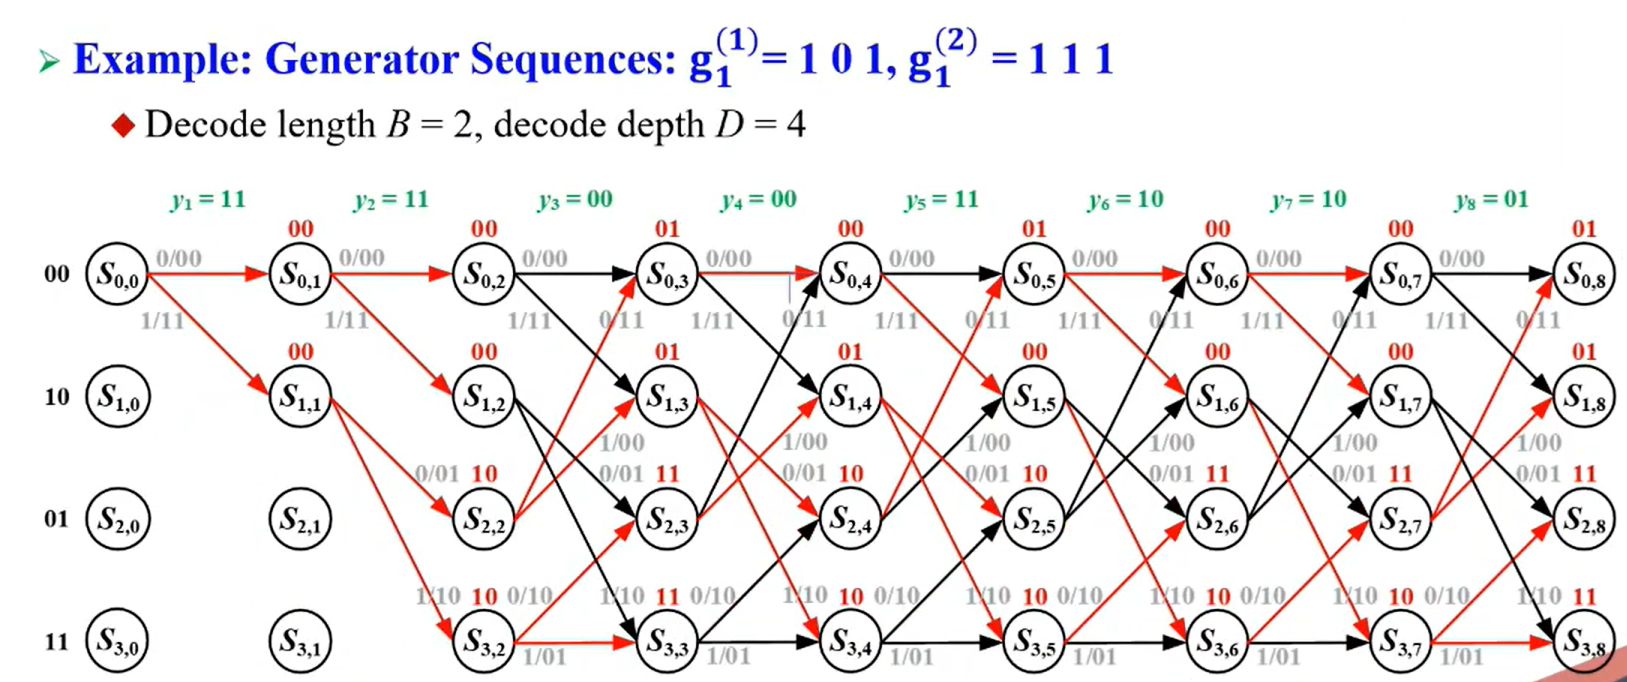 ➢ Example: Generator Sequences: g₁⁽¹⁾= 1 0 1, g₁⁽²⁾ = 1 1 1
◆ Decode length B = 2, decode depth D = 4
y₁ = 11 y₂ = 11 y₃ = 00 y₄ = 00 y₅ = 11 y₆ = 10 y₇ = 10 y₈ = 01
00 00 01 00 01 00 00 01
0/00 0/00 0/00 0/00 0/00 0/00 0/00 0/00
00 S₀,₀ S₀,₁ S₀,₂ S₀,₃ S₀,₄ S₀,₅ S₀,₆ S₀,₇ S₀,₈
1/11 1/11 1/11 0/11 1/11 0/11 1/11 0/11 1/11 0/11 1/11 0/11 1/11 0/11
00 00 01 01 00 00 00 01
10 S₁,₀ S₁,₁ S₁,₂ S₁,₃ S₁,₄ S₁,₅ S₁,₆ S₁,₇ S₁,₈
1/00 1/00 1/00 1/00 1/00 1/00
0/01 10 0/01 11 0/01 10 0/01 10 0/01 11 0/01 11 0/01 11
01 S₂,₀ S₂,₁ S₂,₂ S₂,₃ S₂,₄ S₂,₅ S₂,₆ S₂,₇ S₂,₈
1/10 10 0/10 1/10 11 0/10 1/10 10 0/10 1/10 10 0/10 1/10 10 0/10 1/10 10 0/10 1/10 11
11 S₃,₀ S₃,₁ S₃,₂ S₃,₃ S₃,₄ S₃,₅ S₃,₆ S₃,₇ S₃,₈
1/01 1/01 1/01 1/01 1/01 1/01